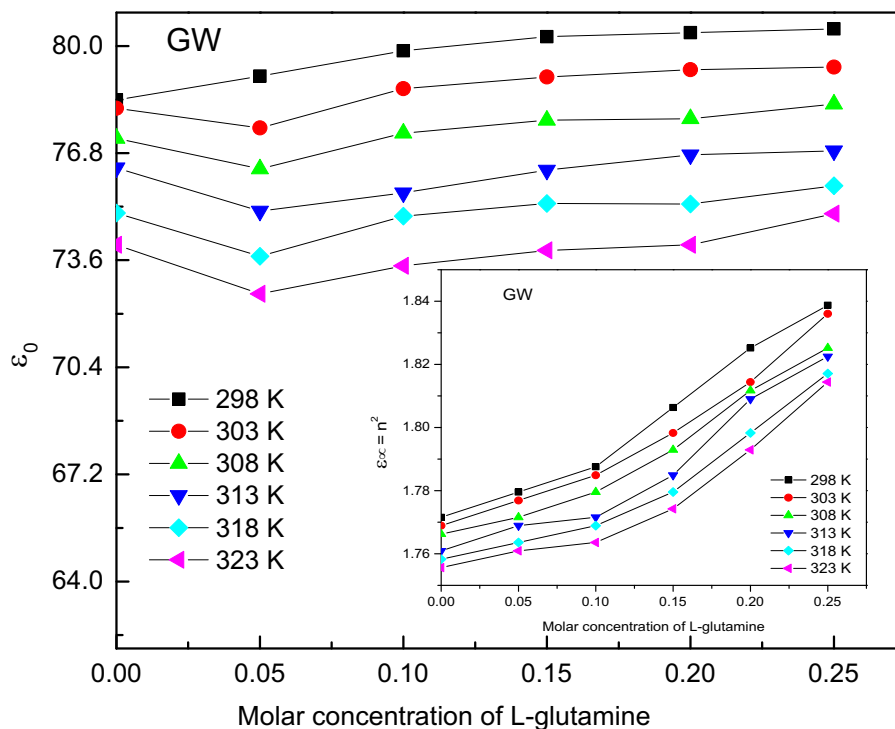 GW
80.0
76.8
73.6
70.4
67.2
64.0
ε₀
298 K
303 K
308 K
313 K
318 K
323 K
0.00 0.05 0.10 0.15 0.20 0.25
Molar concentration of L-glutamine
GW
1.84
1.82
1.80
1.78
1.76
ε∝ = n²
298 K
303 K
308 K
313 K
318 K
323 K
0.00 0.05 0.10 0.15 0.20 0.25
Molar concentration of L-glutamine